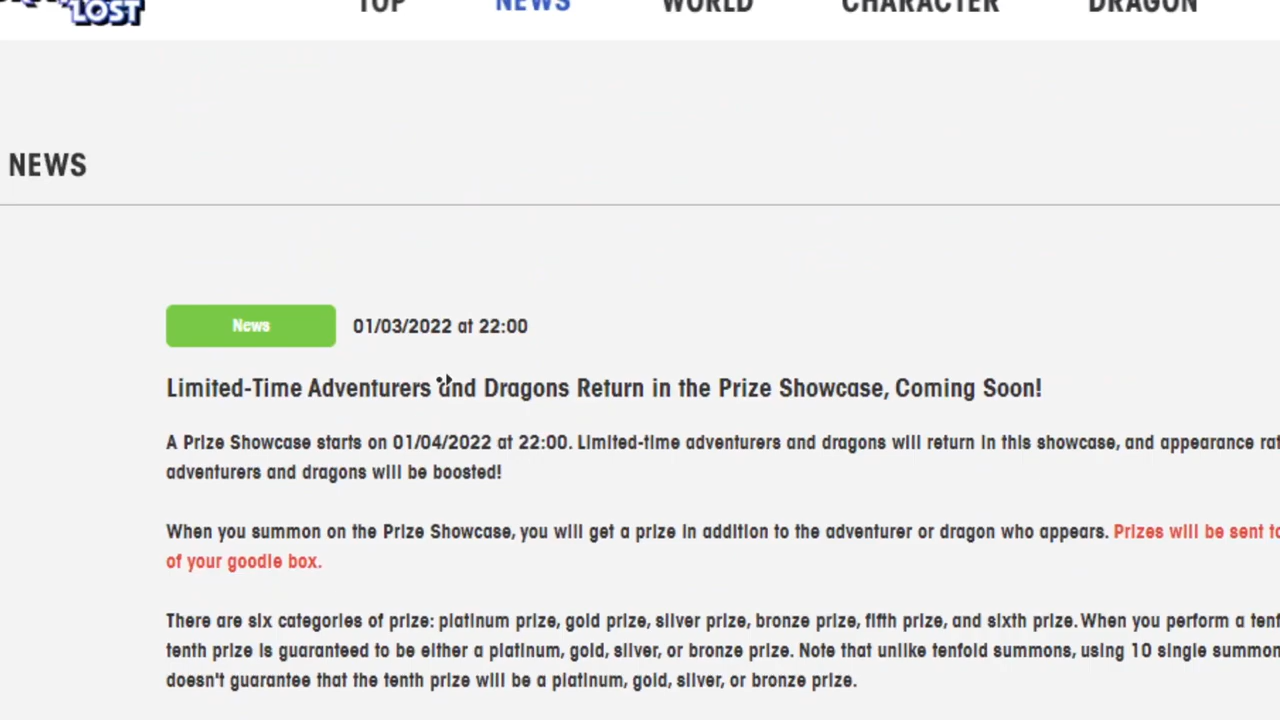 LOST
TOP NEWS WORLD CHARACTER DRAGON
NEWS
News 01/03/2022 at 22:00
Limited-Time Adventurers and Dragons Return in the Prize Showcase, Coming Soon!
A Prize Showcase starts on 01/04/2022 at 22:00. Limited-time adventurers and dragons will return in this showcase, and appearance
adventurers and dragons will be boosted!
When you summon on the Prize Showcase, you will get a prize in addition to the adventurer or dragon who appears. Prizes will be sent to
of your goodie box.
There are six categories of prize: platinum prize, gold prize, silver prize, bronze prize, fifth prize, and sixth prize. When you perform a
tenth prize is guaranteed to be either a platinum, gold, silver, or bronze prize. Note that unlike tenfold summons, using 10 single
doesn't guarantee that the tenth prize will be a platinum, gold, silver, or bronze prize.